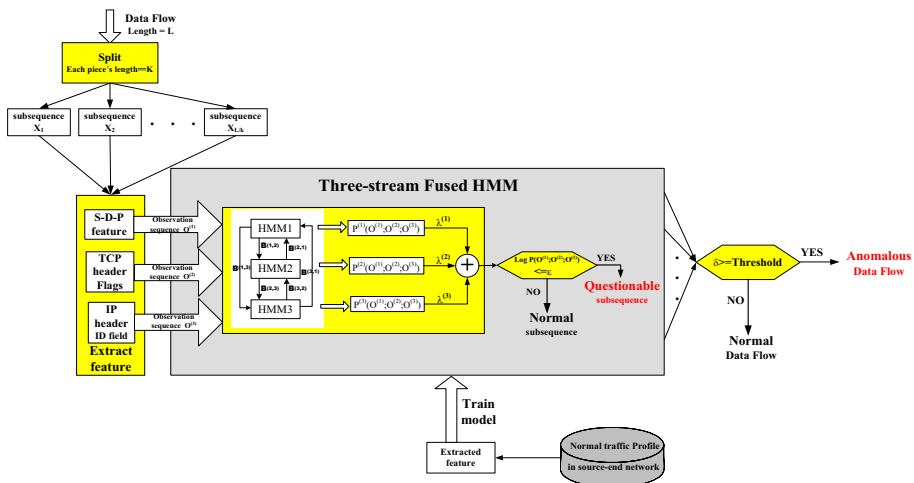 Data Flow
Length = L
Split
Each piece's length==K
subsequence
X1
subsequence
X2
. . .
subsequence
XL/k
Three-stream Fused HMM
S-D-P
feature
TCP
header
Flags
IP
header
ID field
Extract
feature
Observation
sequence O(1)
Observation
sequence O(2)
Observation
sequence O(3)
HMM1
HMM2
HMM3
B(1,2)
B(2,1)
B(1,3)
B(3,1)
B(2,3)
B(3,2)
P(1)(O(1);O(2);O(3))
P(2)(O(1);O(2);O(3))
P(3)(O(1);O(2);O(3))
λ(1)
λ(2)
λ(3)
+
Log P(O(1);O(2);O(3))
<=ε
YES
Questionable
subsequence
NO
Normal
subsequence
δ>=Threshold
YES
Anomalous
Data Flow
NO
Normal
Data Flow
Train
model
Extracted
feature
Normal traffic Profile
in source-end network